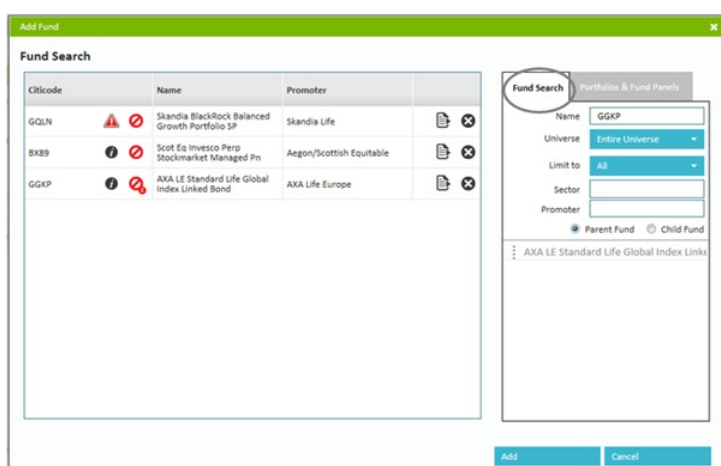 Add Fund
Fund Search
Citicode Name Promoter
GQLN Skandia BlackRock Balanced
Growth Portfolio SP Skandia Life
BX89 Scot Eq Invesco Perp
Stockmarket Managed Pn Aegon/Scottish Equitable
GGKP AXA LE Standard Life Global
Index Linked Bond AXA Life Europe
Fund Search Portfolios & Fund Panels
Name GGKP
Universe Entire Universe
Limit to All
Sector
Promoter
Parent Fund Child Fund
AXA LE Standard Life Global Index Linke
Add Cancel